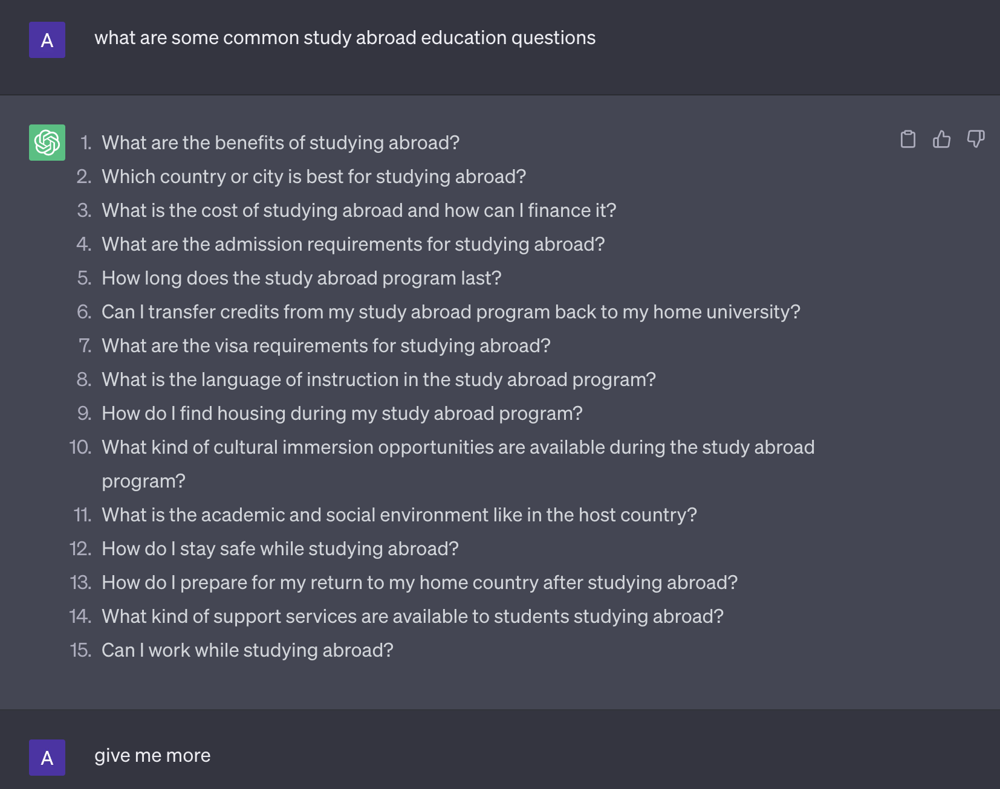 A
what are some common study abroad education questions
1. What are the benefits of studying abroad?
2. Which country or city is best for studying abroad?
3. What is the cost of studying abroad and how can I finance it?
4. What are the admission requirements for studying abroad?
5. How long does the study abroad program last?
6. Can I transfer credits from my study abroad program back to my home university?
7. What are the visa requirements for studying abroad?
8. What is the language of instruction in the study abroad program?
9. How do I find housing during my study abroad program?
10. What kind of cultural immersion opportunities are available during the study abroad
program?
11. What is the academic and social environment like in the host country?
12. How do I stay safe while studying abroad?
13. How do I prepare for my return to my home country after studying abroad?
14. What kind of support services are available to students studying abroad?
15. Can I work while studying abroad?
A
give me more